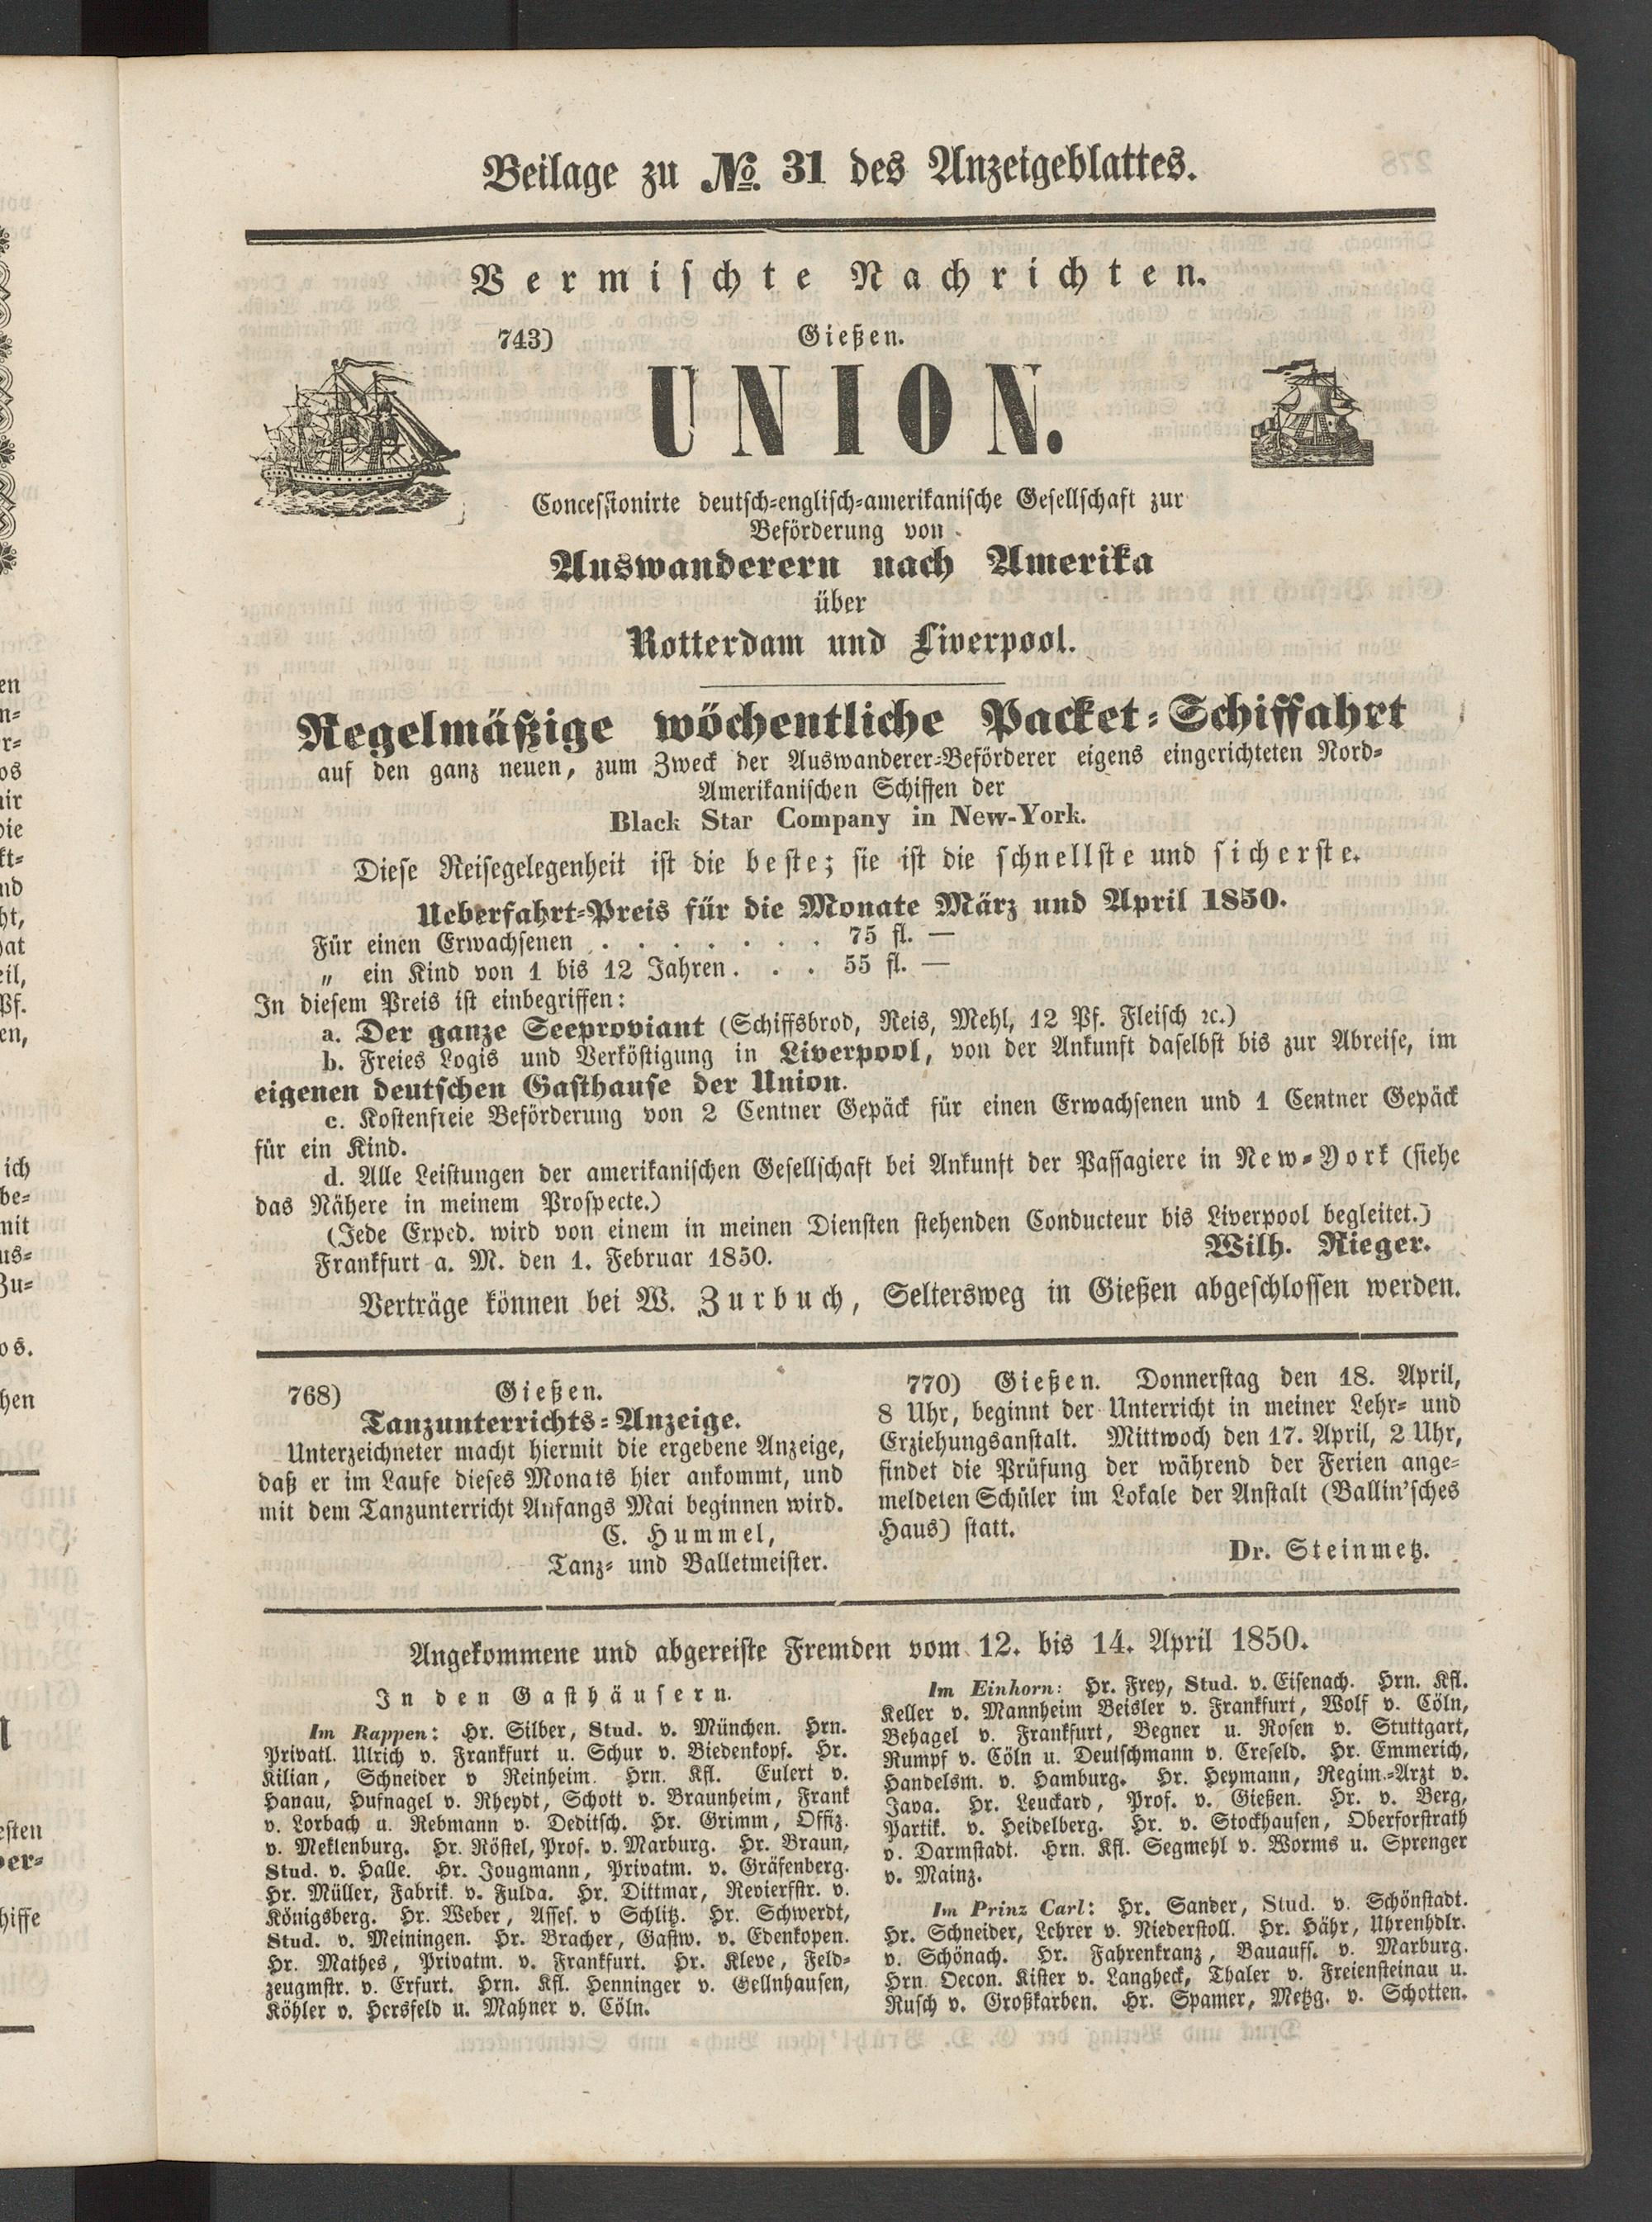 Beilage zu No. 31 des Anzeigeblattes.
Vermischte Nachrichten.
743) Gießen.
UNION.
Concessionirte deutsch-englisch-amerikanische Gesellschaft zur
Beförderung von
Auswanderern nach Amerika
über
Rotterdam und Liverpool.
Regelmäßige wöchentliche Packet-Schiffahrt
auf den ganz neuen, zum Zweck der Auswanderer-Beförderer eigens eingerichteten Nord-
Amerikanischen Schiffen der
Black Star Company in New-York.
Diese Reisegelegenheit ist die beste; sie ist die schnellste und sicherste.
Ueberfahrt-Preis für die Monate März und April 1850.
Für einen Erwachsenen . . . . . . . 75 fl. —
„ ein Kind von 1 bis 12 Jahren. . . 55 fl. —
In diesem Preis ist einbegriffen:
a. Der ganze Seeproviant (Schiffsbrod, Reis, Mehl, 12 Pf. Fleisch ꝛc.)
b. Freies Logis und Verköstigung in Liverpool, von der Ankunft daselbst bis zur Abreise, im
eigenen deutschen Gasthause der Union.
c. Kostenfreie Beförderung von 2 Centner Gepäck für einen Erwachsenen und 1 Centner Gepäck
für ein Kind.
d. Alle Leistungen der amerikanischen Gesellschaft bei Ankunft der Passagiere in New-York (siehe
das Nähere in meinem Prospecte.)
(Jede Exped. wird von einem in meinen Diensten stehenden Conducteur bis Liverpool begleitet.)
Frankfurt a. M. den 1. Februar 1850. Wilh. Rieger.
Verträge können bei W. Zurbuch, Seltersweg in Gießen abgeschlossen werden.
768) Gießen.
Tanzunterrichts-Anzeige.
Unterzeichneter macht hiermit die ergebene Anzeige,
daß er im Laufe dieses Monats hier ankommt, und
mit dem Tanzunterricht Anfangs Mai beginnen wird.
C. Hummel,
Tanz- und Balletmeister.
770) Gießen. Donnerstag den 18. April,
8 Uhr, beginnt der Unterricht in meiner Lehr- und
Erziehungsanstalt. Mittwoch den 17. April, 2 Uhr,
findet die Prüfung der während der Ferien ange-
meldeten Schüler im Lokale der Anstalt (Ballin'sches
Haus) statt.
Dr. Steinmetz.
Angekommene und abgereiste Fremden vom 12. bis 14. April 1850.
In den Gasthäusern.
Im Rappen: Hr. Silber, Stud. v. München. Hrn.
Privatl. Ulrich v. Frankfurt u. Schur v. Biedenkopf. Hr.
Kilian, Schneider v Reinheim. Hrn. Kfl. Eulert v.
Hanau, Hufnagel v. Rheydt, Schott v. Braunheim, Frank
v. Lorbach u. Rebmann v. Deditsch. Hr. Grimm, Offiz.
v. Meklenburg. Hr. Röstel, Prof. v. Marburg. Hr. Braun,
Stud. v. Halle. Hr. Jougmann, Privatm. v. Gräfenberg.
Hr. Müller, Fabrik. v. Fulda. Hr. Dittmar, Revierfstr. v.
Königsberg. Hr. Weber, Asses. v Schlitz. Hr. Schwerdt,
Stud. v. Meiningen. Hr. Bracher, Gastw. v. Edenkopen.
Hr. Mathes, Privatm. v. Frankfurt. Hr. Kleve, Feld-
zeugmstr. v. Erfurt. Hrn. Kfl. Henninger v. Gellnhausen,
Köhler v. Hersfeld u. Mahner v. Cöln.
Im Einhorn: Hr. Frey, Stud. v. Eisenach. Hrn. Kfl.
Keller v. Mannheim Beisler v. Frankfurt, Wolf v. Cöln,
Behagel v. Frankfurt, Begner u. Rosen v. Stuttgart,
Rumpf v. Cöln u. Deutschmann v. Crefeld. Hr. Emmerich,
Handelsm. v. Hamburg. Hr. Heymann, Regim.-Arzt v.
Java. Hr. Leuckard, Prof. v. Gießen. Hr. v. Berg,
Partik. v. Heidelberg. Hr. v. Stockhausen, Oberforstrath
v. Darmstadt. Hrn. Kfl. Segmehl v. Worms u. Sprenger
v. Mainz.
Im Prinz Carl: Hr. Sander, Stud. v. Schönstadt.
Hr. Schneider, Lehrer v. Niederstoll. Hr. Hähr, Uhrenhdlr.
v. Schönach. Hr. Fahrenkranz, Bauauff. v. Marburg.
Hrn. Oecon. Kister v. Langheck, Thaler v. Freiensteinau u.
Rusch v. Großkarben. Hr. Spamer, Metzg. v. Schotten.